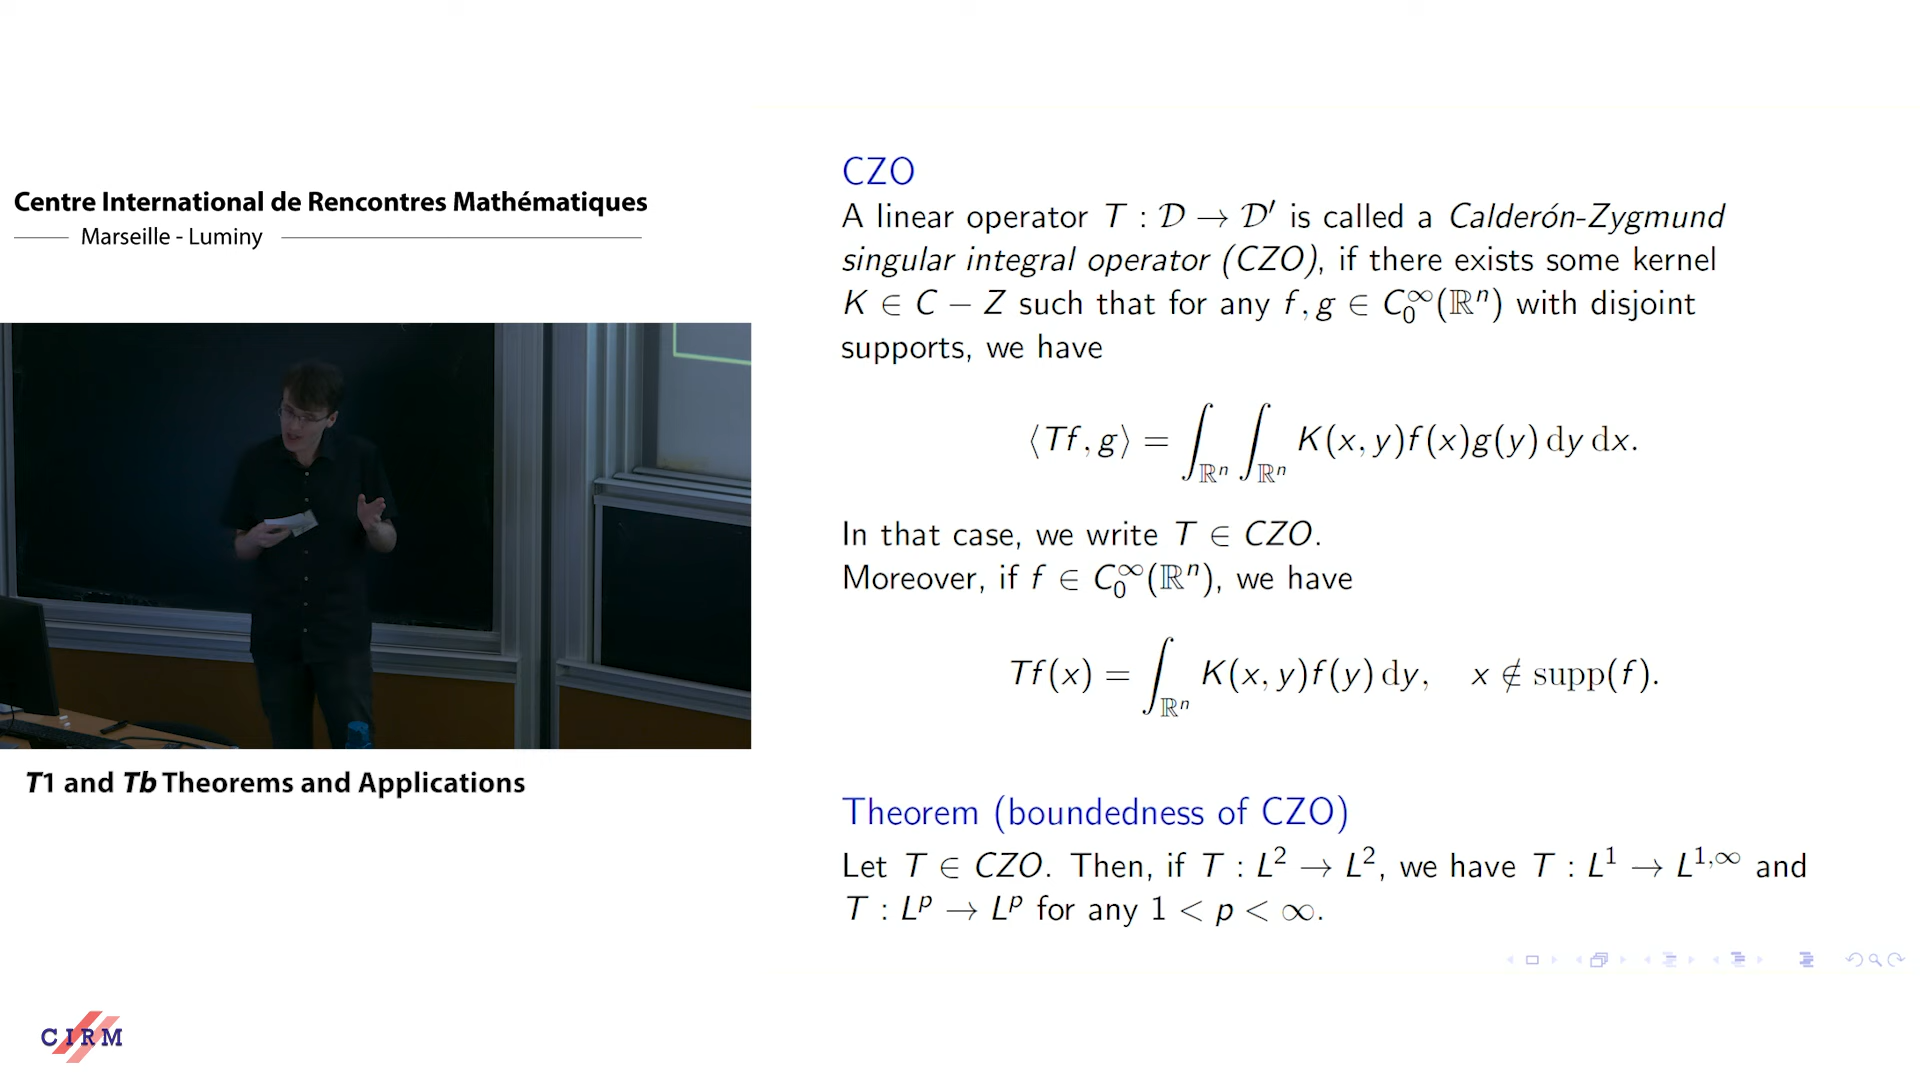 Centre International de Rencontres Mathématiques
Marseille - Luminy
T1 and Tb Theorems and Applications
CIRM
CZO
A linear operator T : 𝒟 → 𝒟′ is called a Calderón-Zygmund
singular integral operator (CZO), if there exists some kernel
K ∈ C − Z such that for any f, g ∈ C₀^∞(ℝⁿ) with disjoint
supports, we have
⟨Tf, g⟩ = ∫_ℝⁿ ∫_ℝⁿ K(x, y)f(x)g(y) dy dx.
In that case, we write T ∈ CZO.
Moreover, if f ∈ C₀^∞(ℝⁿ), we have
Tf(x) = ∫_ℝⁿ K(x, y)f(y) dy, x ∉ supp(f).
Theorem (boundedness of CZO)
Let T ∈ CZO. Then, if T : L² → L², we have T : L¹ → L^{1,∞} and
T : L^p → L^p for any 1 < p < ∞.